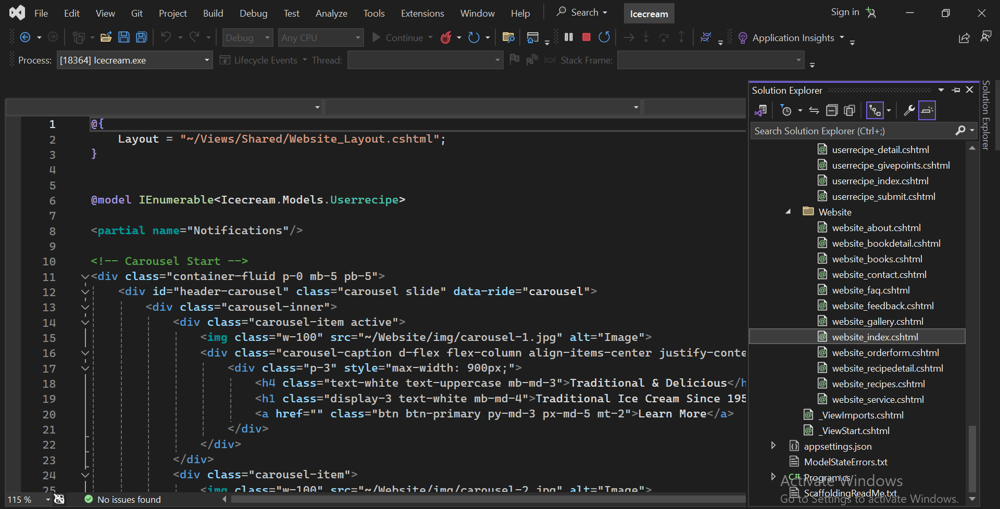 File Edit View Git Project Build Debug Test Analyze Tools Extensions Window Help Search Icecream Sign in
Debug Any CPU Continue Application Insights
Process: [18364] Icecream.exe Lifecycle Events Thread: Stack Frame:
Solution Explorer
Solution Explorer
Search Solution Explorer (Ctrl+;)
1 @{
2 Layout = "~/Views/Shared/Website_Layout.cshtml";
3 }
4
5
6 @model IEnumerable<Icecream.Models.Userrecipe>
7
8 <partial name="Notifications"/>
9
10 <!-- Carousel Start -->
11 <div class="container-fluid p-0 mb-5 pb-5">
12 <div id="header-carousel" class="carousel slide" data-ride="carousel">
13 <div class="carousel-inner">
14 <div class="carousel-item active">
15 <img class="w-100" src="~/Website/img/carousel-1.jpg" alt="Image">
16 <div class="carousel-caption d-flex flex-column align-items-center justify-conte
17 <div class="p-3" style="max-width: 900px;">
18 <h4 class="text-white text-uppercase mb-md-3">Traditional & Delicious</h
19 <h1 class="display-3 text-white mb-md-4">Traditional Ice Cream Since 195
20 <a href="" class="btn btn-primary py-md-3 px-md-5 mt-2">Learn More</a>
21 </div>
22 </div>
23 </div>
24 <div class="carousel-item">
25 <img class="w-100" src="~/Website/img/carousel-2.jpg" alt="Image">
userrecipe_detail.cshtml
userrecipe_givepoints.cshtml
userrecipe_index.cshtml
userrecipe_submit.cshtml
Website
website_about.cshtml
website_bookdetail.cshtml
website_books.cshtml
website_contact.cshtml
website_faq.cshtml
website_feedback.cshtml
website_gallery.cshtml
website_index.cshtml
website_orderform.cshtml
website_recipedetail.cshtml
website_recipes.cshtml
website_service.cshtml
_ViewImports.cshtml
_ViewStart.cshtml
appsettings.json
ModelStateErrors.txt
C# Program.cs
ScaffoldingReadMe.txt
Activate Windows
Go to Settings to activate Windows.
115 % No issues found